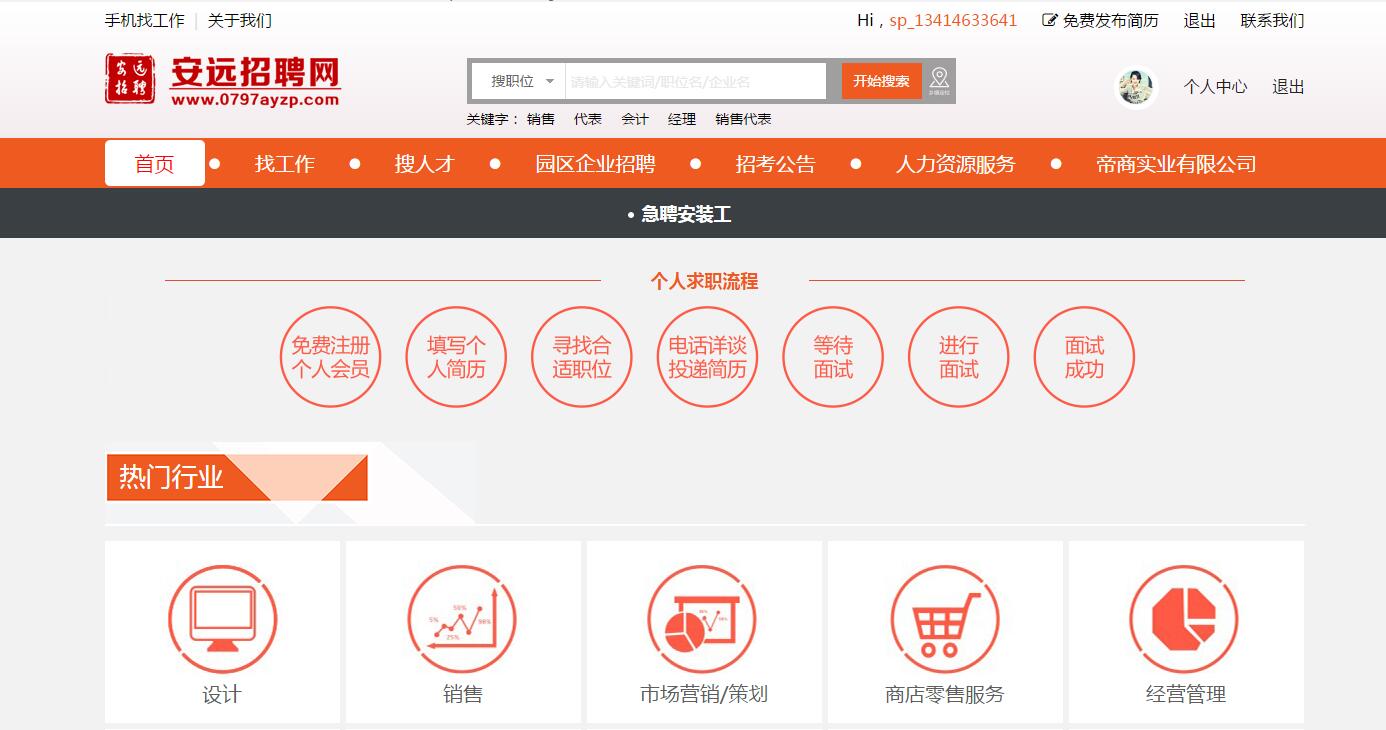 手机找工作 | 关于我们
Hi , sp_13414633641 免费发布简历 退出 联系我们
安远招聘
安远招聘网
www.0797ayzp.com
搜职位 请输入关键词/职位名/企业名 开始搜索
个人中心 退出
关键字： 销售 代表 会计 经理 销售代表
首页 ● 找工作 ● 搜人才 ● 园区企业招聘 ● 招考公告 ● 人力资源服务 ● 帝商实业有限公司
• 急聘安装工
个人求职流程
免费注册
个人会员
填写个
人简历
寻找合
适职位
电话详谈
投递简历
等待
面试
进行
面试
面试
成功
热门行业
5% 50% 25% 98%
设计 销售 市场营销/策划 商店零售服务 经营管理